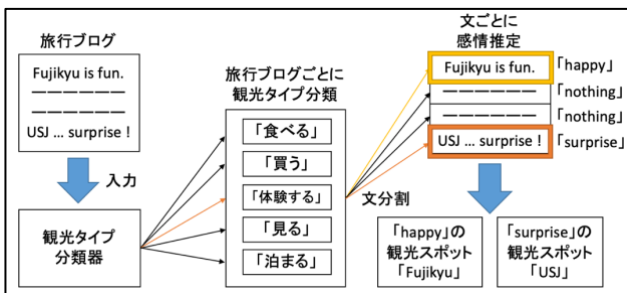 旅行ブログ
Fujikyu is fun.
——————
——————
USJ ... surprise !
入力
観光タイプ
分類器
旅行ブログごとに
観光タイプ分類
「食べる」
「買う」
「体験する」
「見る」
「泊まる」
文分割
文ごとに
感情推定
Fujikyu is fun.
「happy」
——————
「nothing」
——————
「nothing」
USJ ... surprise !
「surprise」
「happy」の
観光スポット
「Fujikyu」
「surprise」の
観光スポット
「USJ」